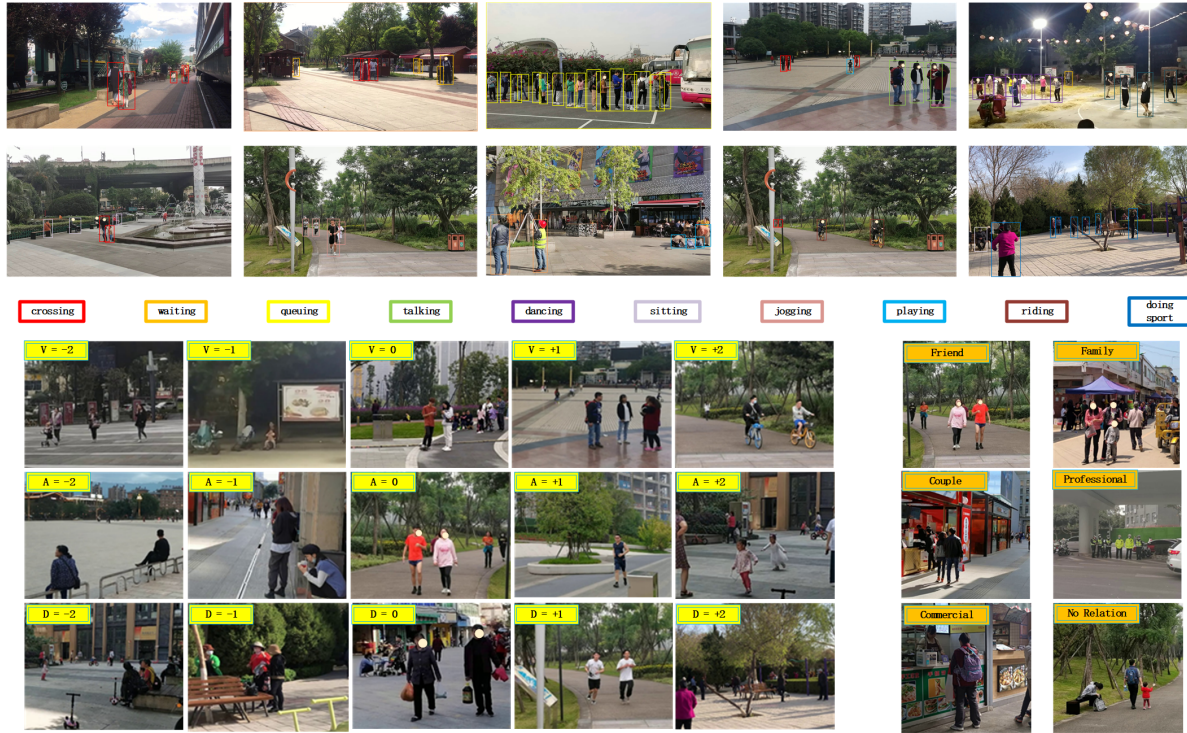 crossing
waiting
queuing
talking
dancing
sitting
jogging
playing
riding
doing
sport
V = -2
V = -1
V = 0
V = +1
V = +2
Friend
Family
A = -2
A = -1
A = 0
A = +1
A = +2
Couple
Professional
D = -2
D = -1
D = 0
D = +1
D = +2
Commercial
No Relation